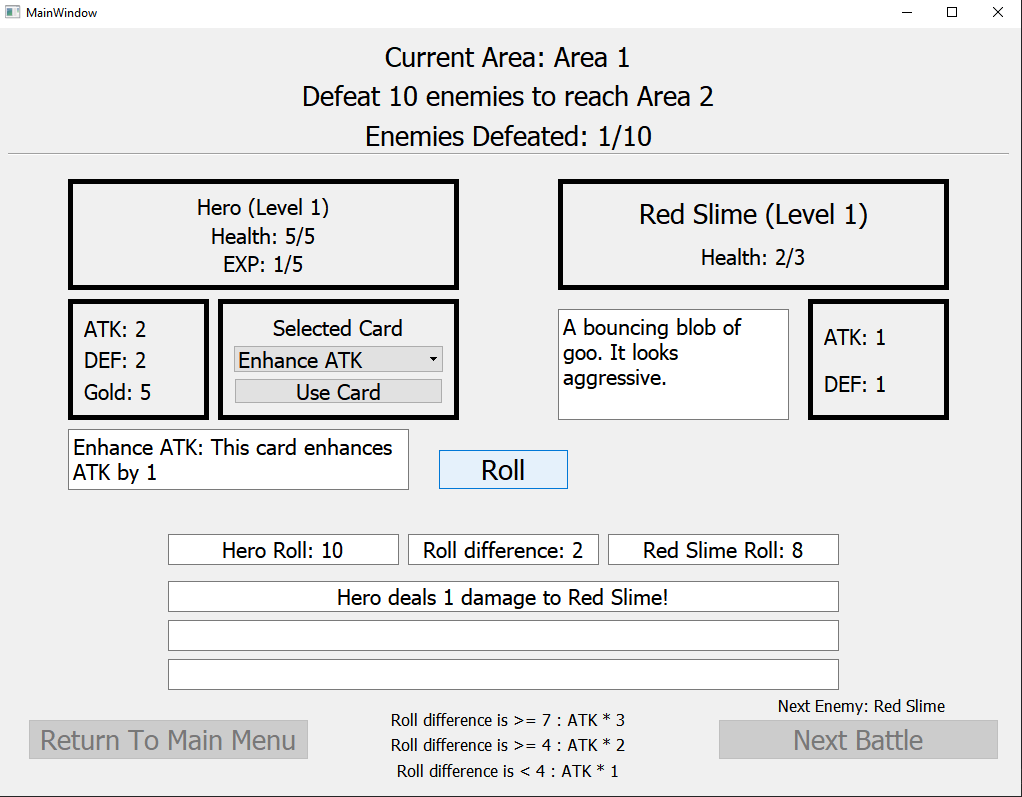 MainWindow
Current Area: Area 1
Defeat 10 enemies to reach Area 2
Enemies Defeated: 1/10
Hero (Level 1)
Health: 5/5
EXP: 1/5
Red Slime (Level 1)
Health: 2/3
ATK: 2
DEF: 2
Gold: 5
Selected Card
Enhance ATK
Use Card
A bouncing blob of
goo. It looks
aggressive.
ATK: 1
DEF: 1
Enhance ATK: This card enhances
ATK by 1
Roll
Hero Roll: 10
Roll difference: 2
Red Slime Roll: 8
Hero deals 1 damage to Red Slime!
Return To Main Menu
Roll difference is >= 7 : ATK * 3
Roll difference is >= 4 : ATK * 2
Roll difference is < 4 : ATK * 1
Next Enemy: Red Slime
Next Battle